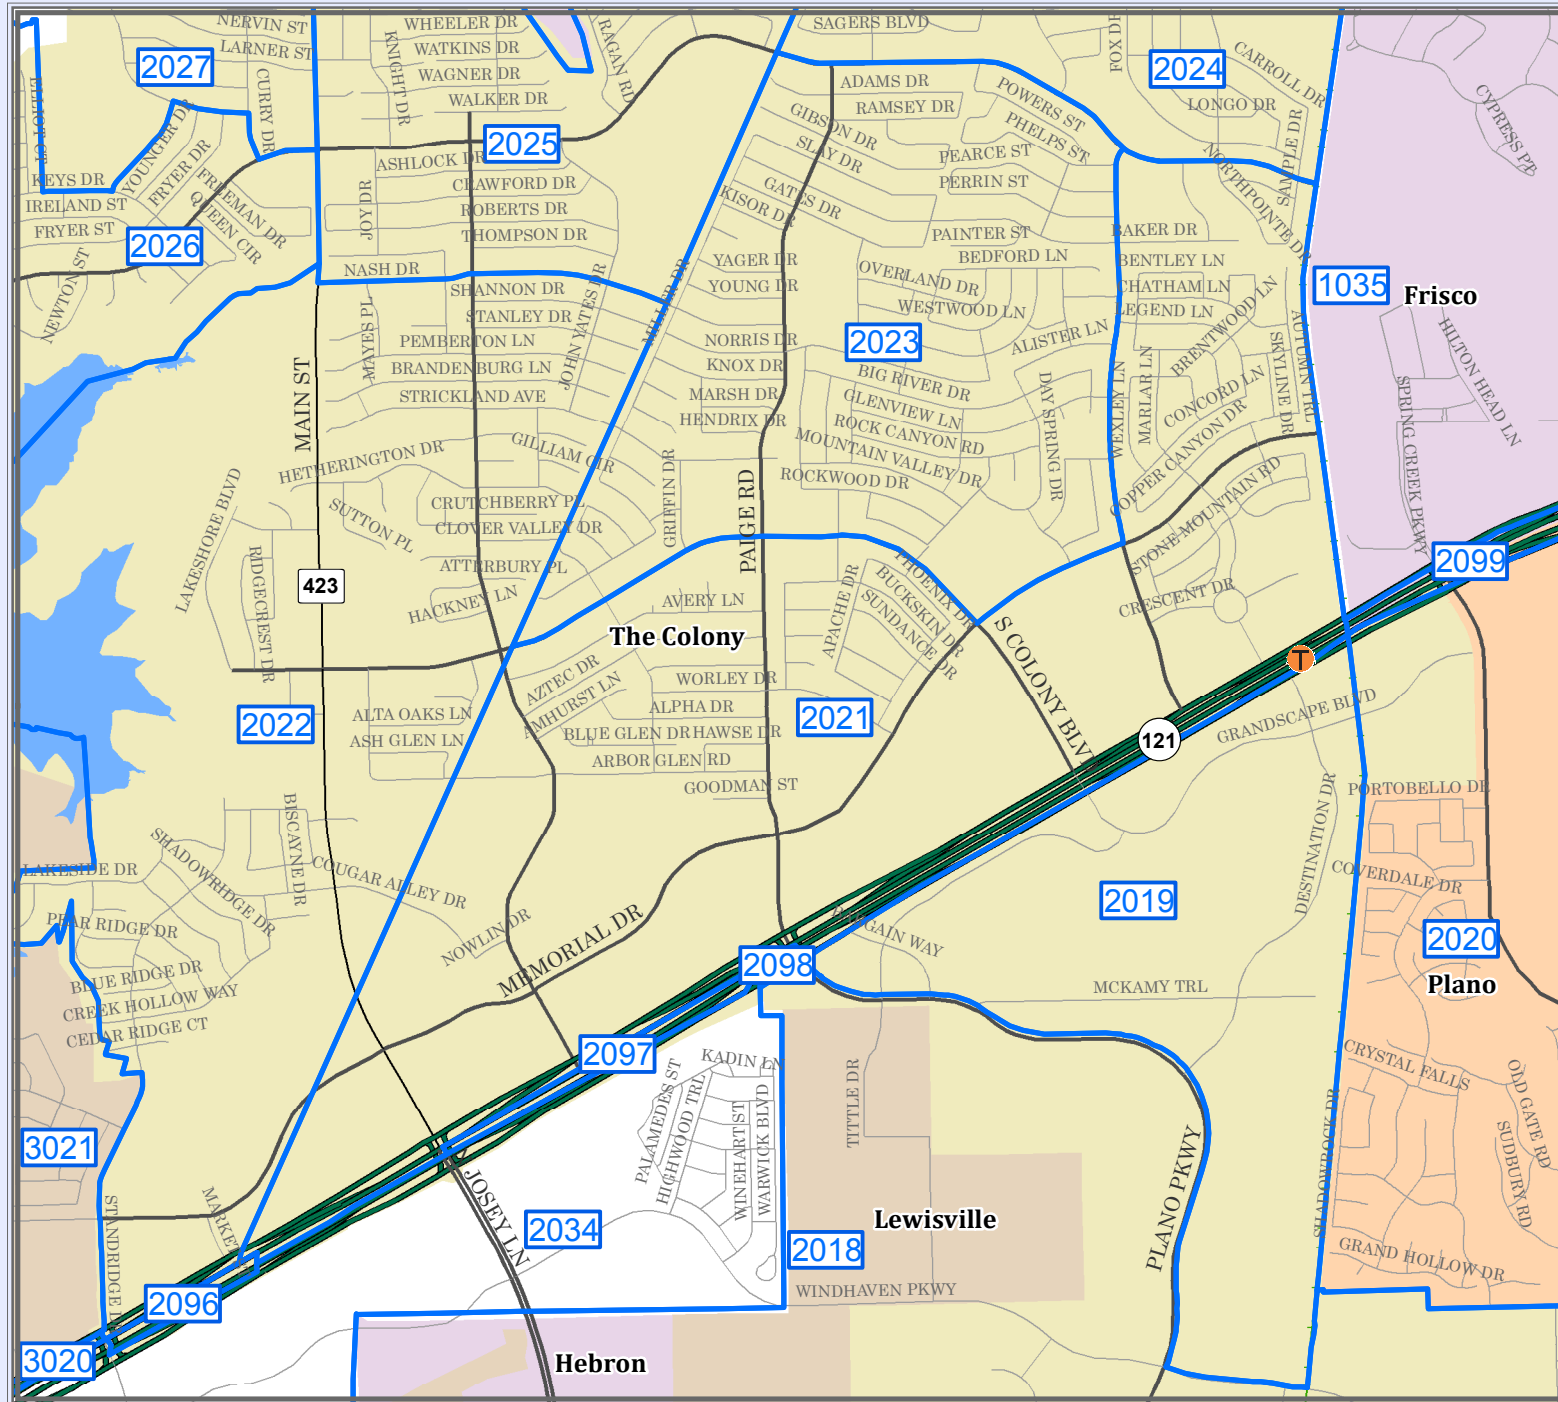 NERVIN ST
WHEELER DR
SAGERS BLVD
LARNER ST
WATKINS DR
RAGAN RD
FOX DR
CARROLL DR
2027
KNIGHT DR
WAGNER DR
ADAMS DR
2024
CURRY DR
WALKER DR
RAMSEY DR
POWERS ST
LONGO DR
CYPRESS PT
ELLIOT CT
2025
GIBSON DR
PHELPS ST
SAMPLE DR
YOUNGER DR
ASHLOCK DR
SLAY DR
PEARCE ST
NORTHPOINTE DR
KEYS DR
FRYER DR
FREEMAN DR
CRAWFORD DR
GATES DR
PERRIN ST
IRELAND ST
QUEEN CIR
JOY DR
ROBERTS DR
KISOR DR
FRYER ST
2026
THOMPSON DR
PAINTER ST
BAKER DR
NEWTON ST
NASH DR
YAGER DR
BEDFORD LN
BENTLEY LN
SHANNON DR
YOUNG DR
OVERLAND DR
CHATHAM LN
1035
Frisco
STANLEY DR
JOHN YATES DR
MILLER DR
WESTWOOD LN
LEGEND LN
BRENTWOOD LN
AUTUMN TRL
MAYES PL
PEMBERTON LN
NORRIS DR
2023
ALISTER LN
SKYLINE DR
HILTON HEAD LN
MAIN ST
BRANDENBURG LN
KNOX DR
BIG RIVER DR
DAY SPRING DR
WEXLEY LN
MARLAR LN
CONCORD LN
SPRING CREEK PKWY
STRICKLAND AVE
MARSH DR
GLENVIEW LN
COPPER CANYON DR
HENDRIX DR
ROCK CANYON RD
HETHERINGTON DR
GILLIAM CIR
MOUNTAIN VALLEY DR
LAKESHORE BLVD
GRIFFIN DR
PAIGE RD
ROCKWOOD DR
STONE MOUNTAIN RD
SUTTON PL
CRUTCHBERRY PL
CLOVER VALLEY DR
RIDGECREST DR
ATTERBURY PL
PHOENIX DR
2099
423
HACKNEY LN
AVERY LN
APACHE DR
BUCKSKIN DR
CRESCENT DR
The Colony
SUNDANCE DR
S COLONY BLVD
T
AZTEC DR
WORLEY DR
AMHURST LN
ALPHA DR
2021
GRANDSCAPE BLVD
2022
ALTA OAKS LN
BLUE GLEN DR
HAWSE DR
121
ASH GLEN LN
ARBOR GLEN RD
GOODMAN ST
PORTOBELLO DR
BISCAYNE DR
DESTINATION DR
SHADOWRIDGE DR
LAKESIDE DR
COUGAR ALLEY DR
COVERDALE DR
2019
PEAR RIDGE DR
NOWLIN DR
MEMORIAL DR
BARGAIN WAY
2020
BLUE RIDGE DR
2098
Plano
CREEK HOLLOW WAY
MCKAMY TRL
CEDAR RIDGE CT
2097
KADIN LN
CRYSTAL FALLS
PALAMEDES ST
HIGHWOOD TRL
WINEHART ST
WARWICK BLVD
TITTLE DR
OLD GATE RD
3021
SHADOWROCK DR
SUDBURY RD
MARKET ST
JOSEY LN
2034
Lewisville
PLANO PKWY
STANDRIDGE DR
2018
GRAND HOLLOW DR
2096
WINDHAVEN PKWY
3020
Hebron